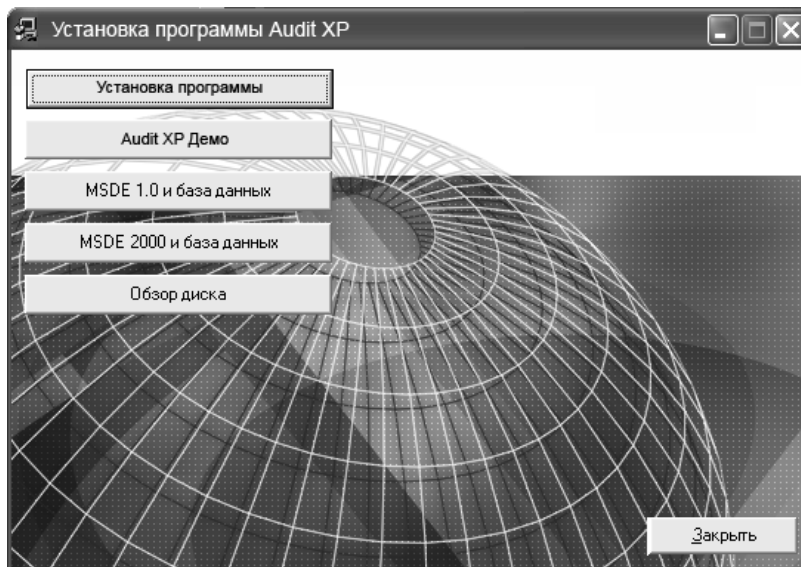 Установка программы Audit XP
Установка программы
Audit XP Демо
MSDE 1.0 и база данных
MSDE 2000 и база данных
Обзор диска
Закрыть